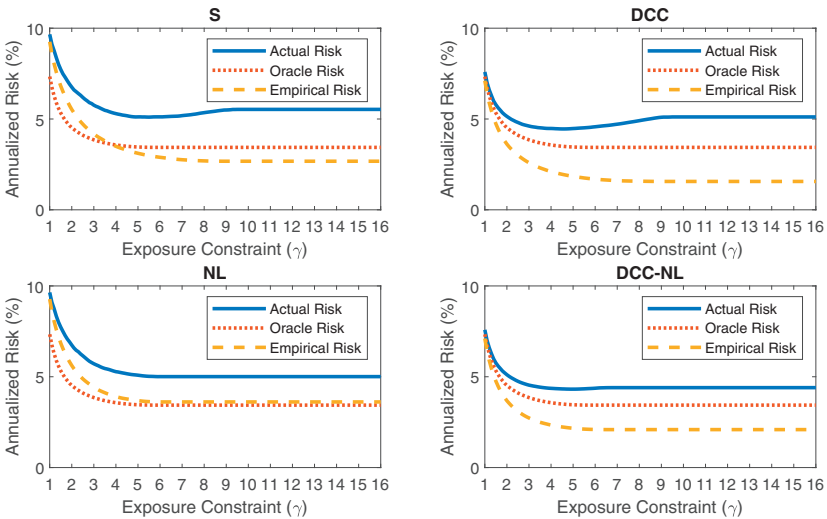 S
10
5
0
Annualized Risk (%)
Actual Risk
Oracle Risk
Empirical Risk
1 2 3 4 5 6 7 8 9 10 11 12 13 14 15 16
Exposure Constraint (γ)
DCC
10
5
0
Annualized Risk (%)
Actual Risk
Oracle Risk
Empirical Risk
1 2 3 4 5 6 7 8 9 10 11 12 13 14 15 16
Exposure Constraint (γ)
NL
10
5
0
Annualized Risk (%)
Actual Risk
Oracle Risk
Empirical Risk
1 2 3 4 5 6 7 8 9 10 11 12 13 14 15 16
Exposure Constraint (γ)
DCC-NL
10
5
0
Annualized Risk (%)
Actual Risk
Oracle Risk
Empirical Risk
1 2 3 4 5 6 7 8 9 10 11 12 13 14 15 16
Exposure Constraint (γ)